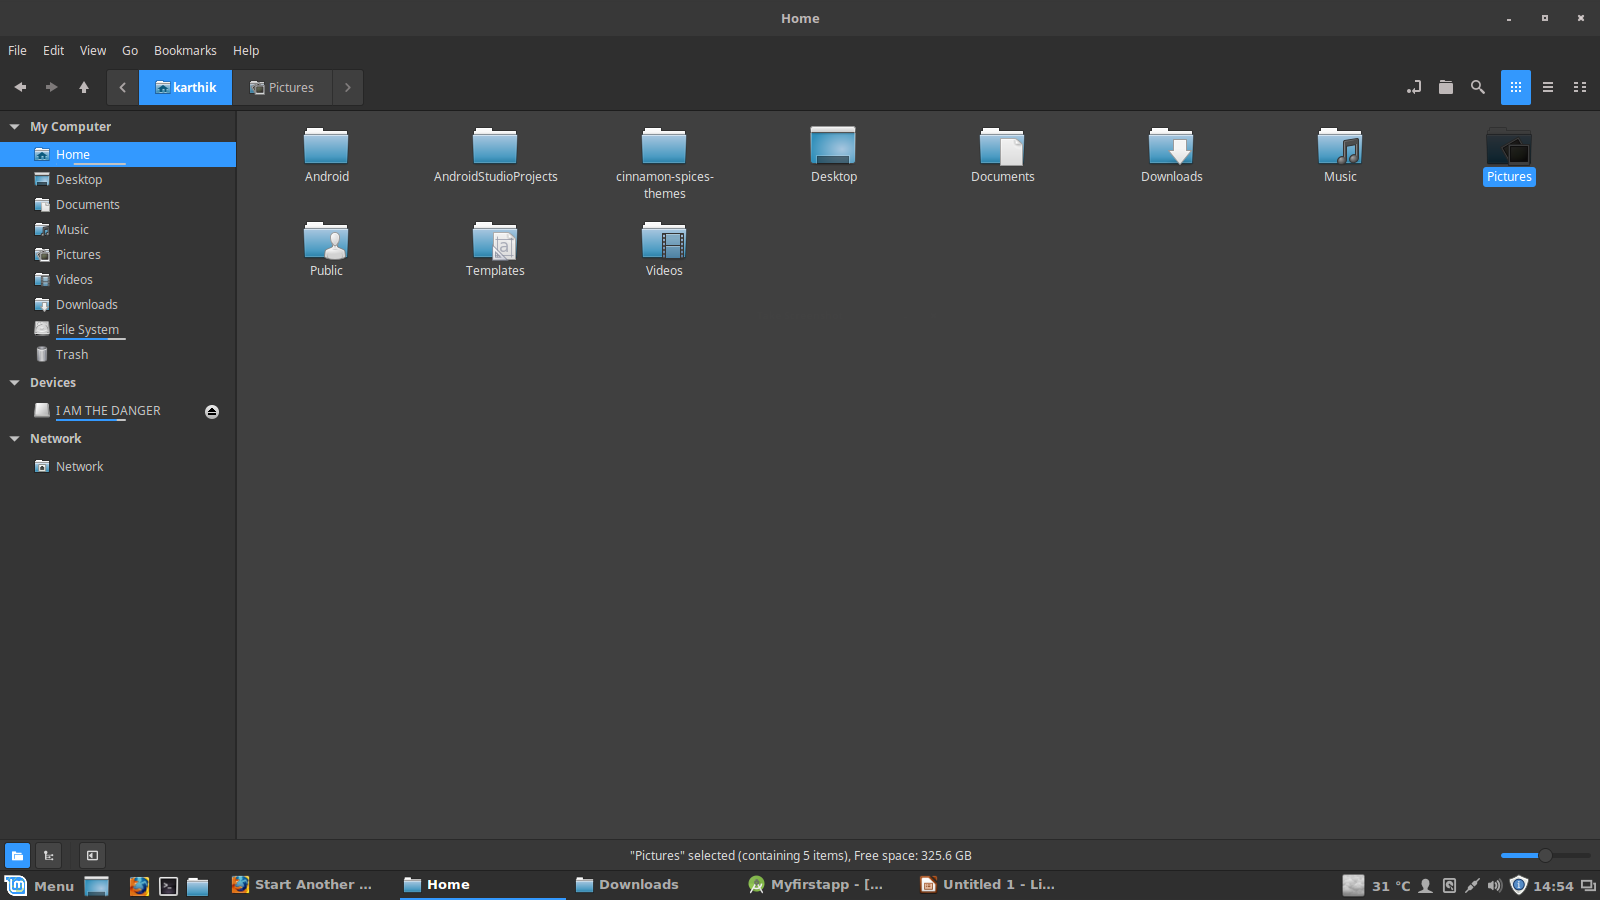 Home
File Edit View Go Bookmarks Help
karthik Pictures
My Computer
Home
Desktop
Documents
Music
Pictures
Videos
Downloads
File System
Trash
Devices
I AM THE DANGER
Network
Network
Android AndroidStudioProjects cinnamon-spices- Desktop Documents Downloads Music Pictures
themes
Public Templates Videos
"Pictures" selected (containing 5 items), Free space: 325.6 GB
Menu Start Another ... Home Downloads Myfirstapp - [... Untitled 1 - Li... 31 °C 14:54